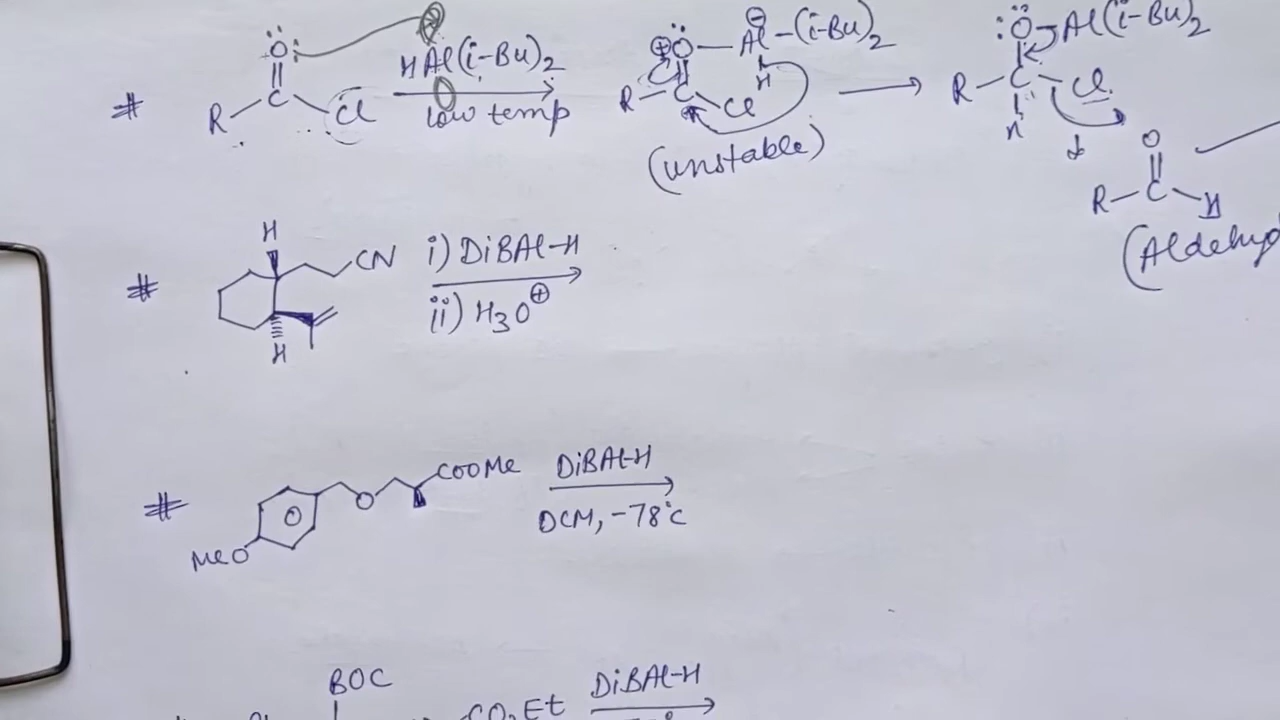 # R O C Cl HAl(i-Bu)2 low temp R O C Cl Al-(i-Bu)2 H (unstable) R O C Cl H Al(i-Bu)2
R-C-H O
(Aldehyd
# H H CN i) DiBAl-H
ii) H3O⊕
# MeO O COOMe DiBAl-H
DCM, -78°C
BOC
CO2Et DiBAl-H